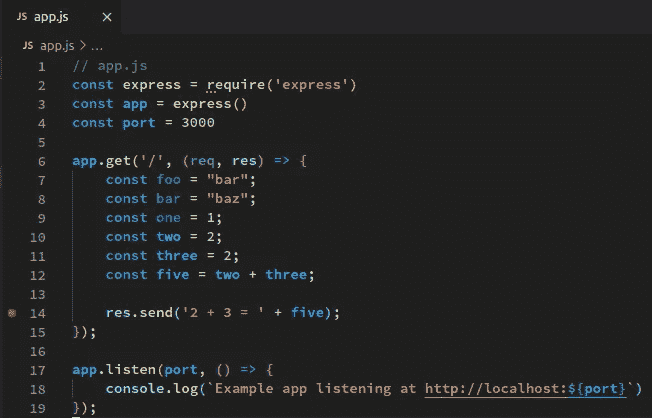 JS app.js ×
JS app.js > ...
1 // app.js
2 const express = require('express')
3 const app = express()
4 const port = 3000
5
6 app.get('/', (req, res) => {
7     const foo = "bar";
8     const bar = "baz";
9     const one = 1;
10     const two = 2;
11     const three = 2;
12     const five = two + three;
13
14     res.send('2 + 3 = ' + five);
15 });
16
17 app.listen(port, () => {
18     console.log(`Example app listening at http://localhost:${port}`)
19 });